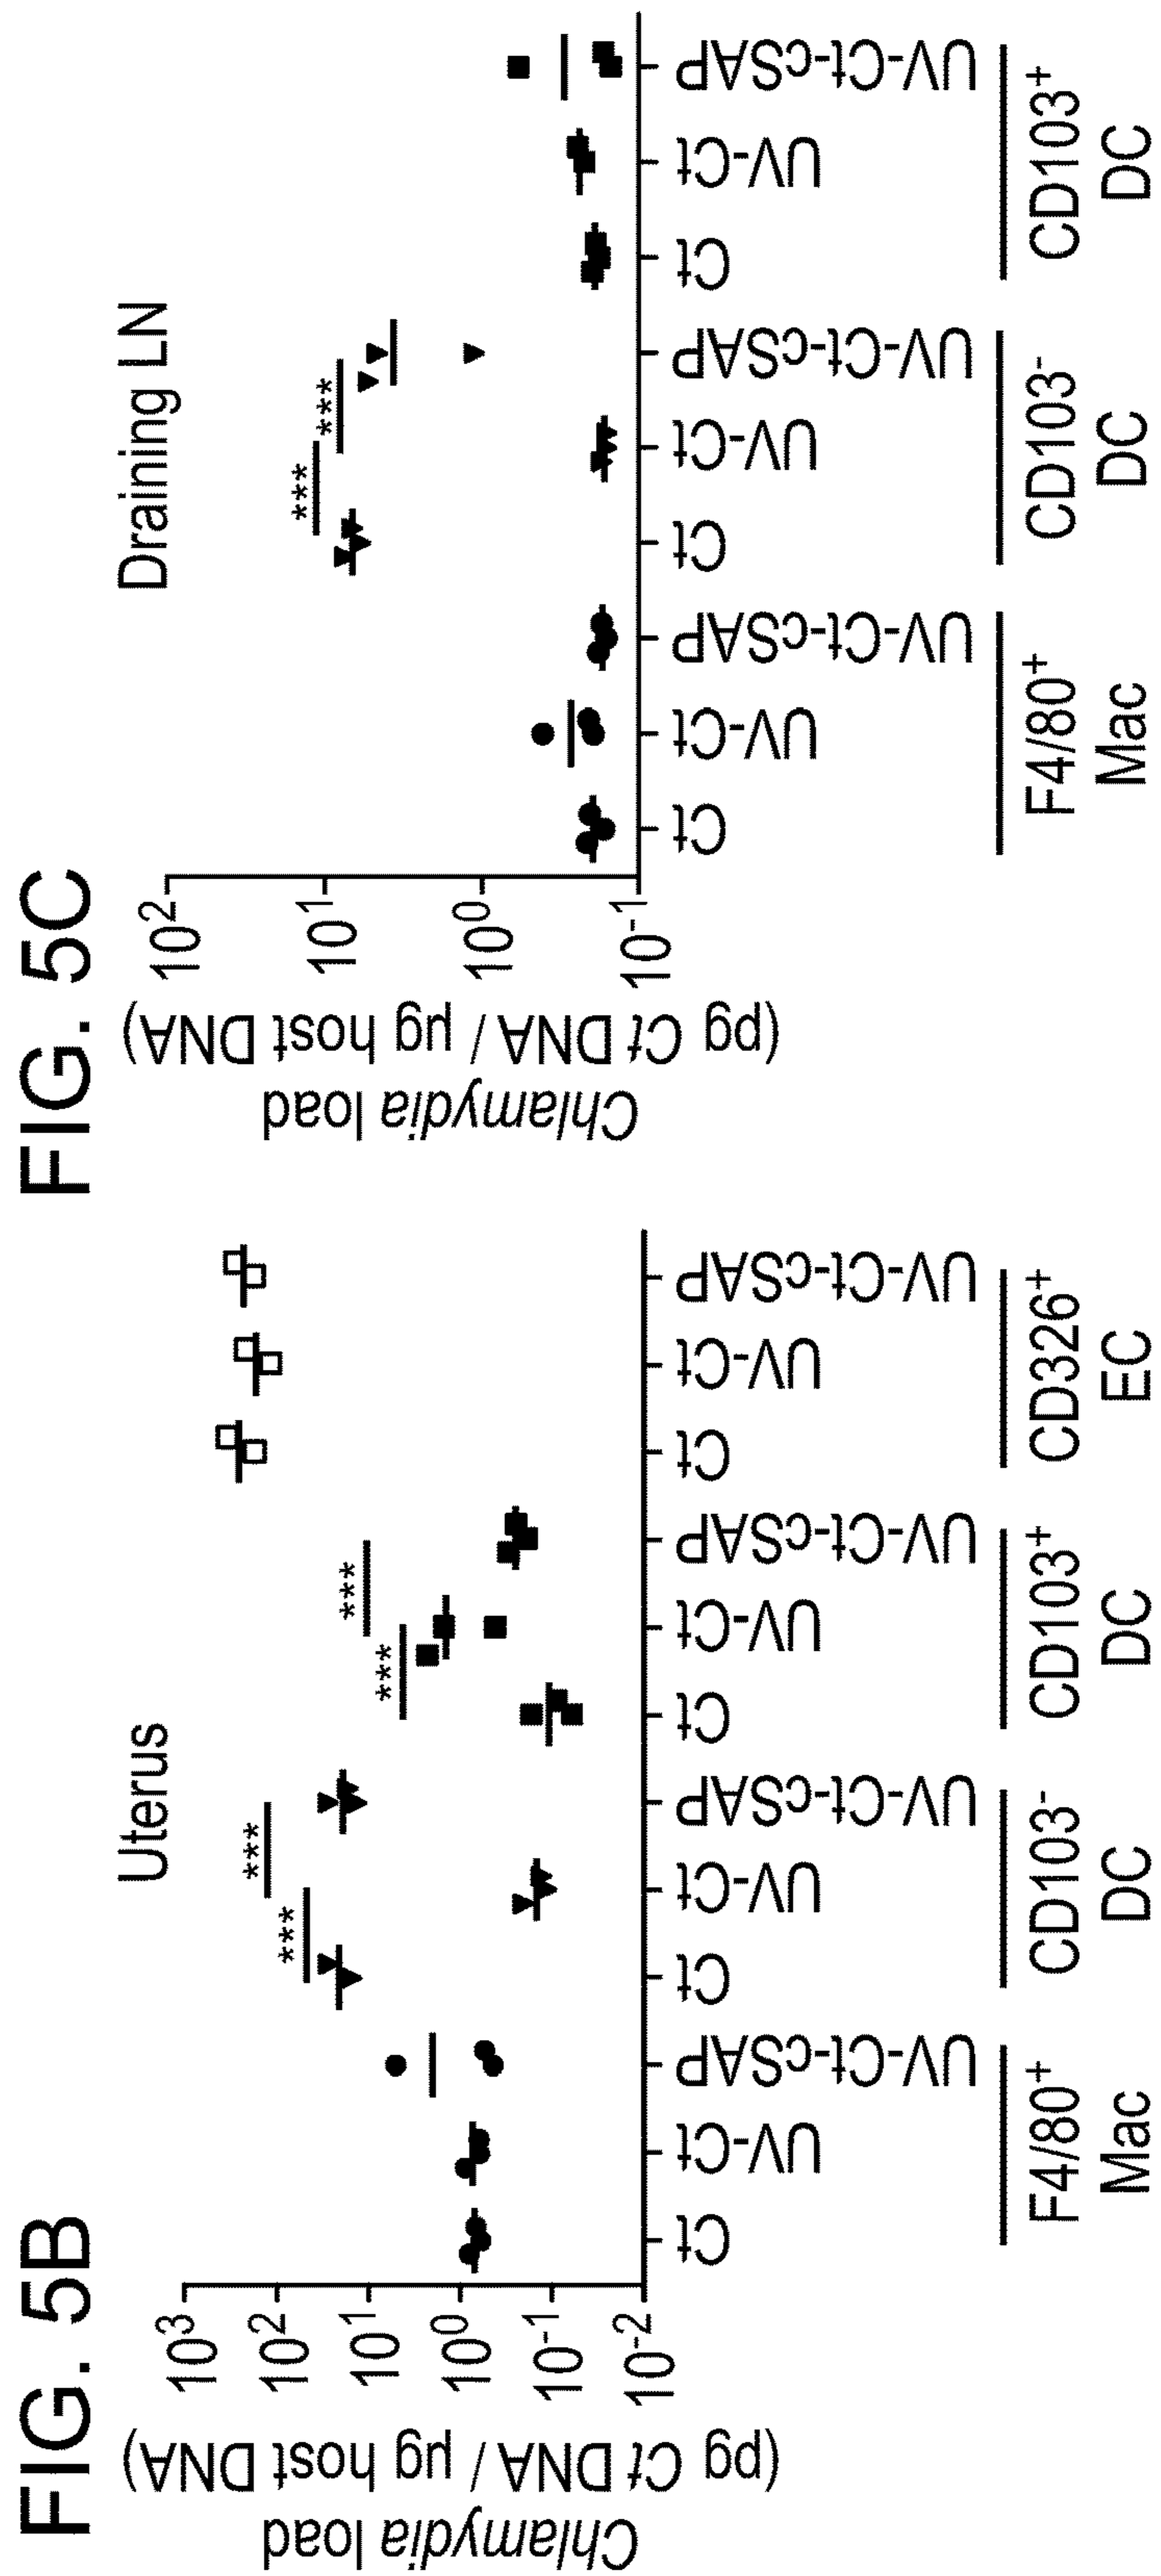 FIG. 5B
Uterus
Chlamydia load
(pg Ct DNA / µg host DNA)
10³
10²
10¹
10⁰
10⁻¹
10⁻²
*** *** *** ***
Ct UV-Ct UV-Ct-cSAP Ct UV-Ct UV-Ct-cSAP Ct UV-Ct UV-Ct-cSAP Ct UV-Ct UV-Ct-cSAP
F4/80⁺ CD103⁻ CD103⁺ CD326⁺
Mac DC DC EC
FIG. 5C
Draining LN
Chlamydia load
(pg Ct DNA / µg host DNA)
10²
10¹
10⁰
10⁻¹
*** ***
Ct UV-Ct UV-Ct-cSAP Ct UV-Ct UV-Ct-cSAP Ct UV-Ct UV-Ct-cSAP
F4/80⁺ CD103⁻ CD103⁺
Mac DC DC